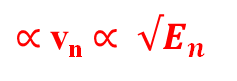 ∝ vₙ ∝ √Eₙ